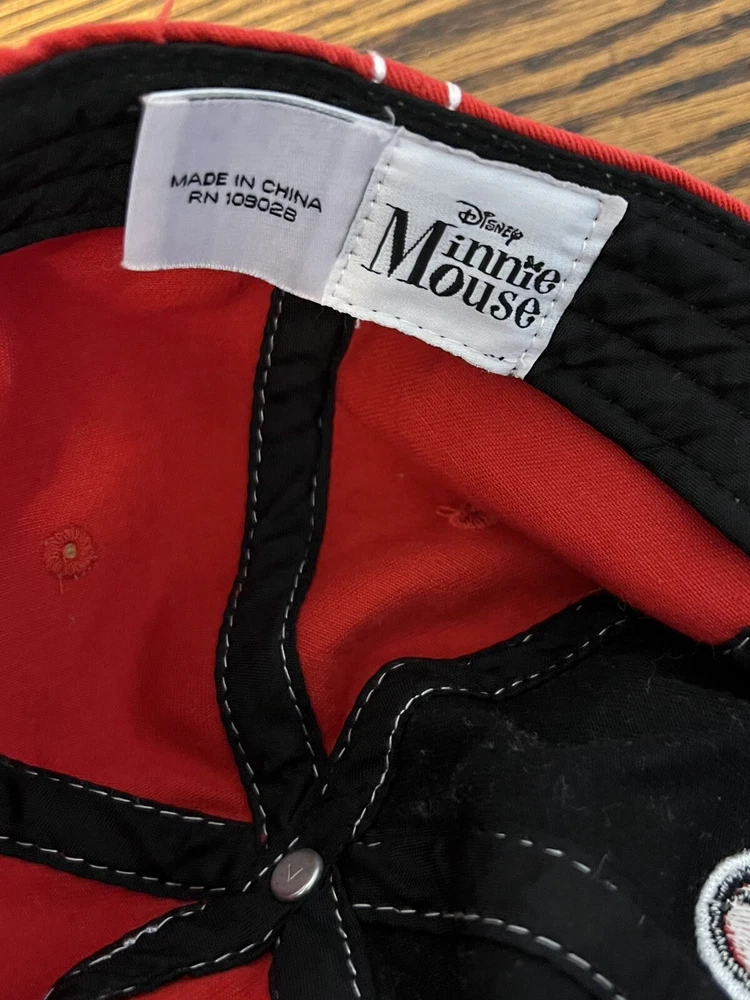 MADE IN CHINA
RN 109028
Disney
Minnie
Mouse